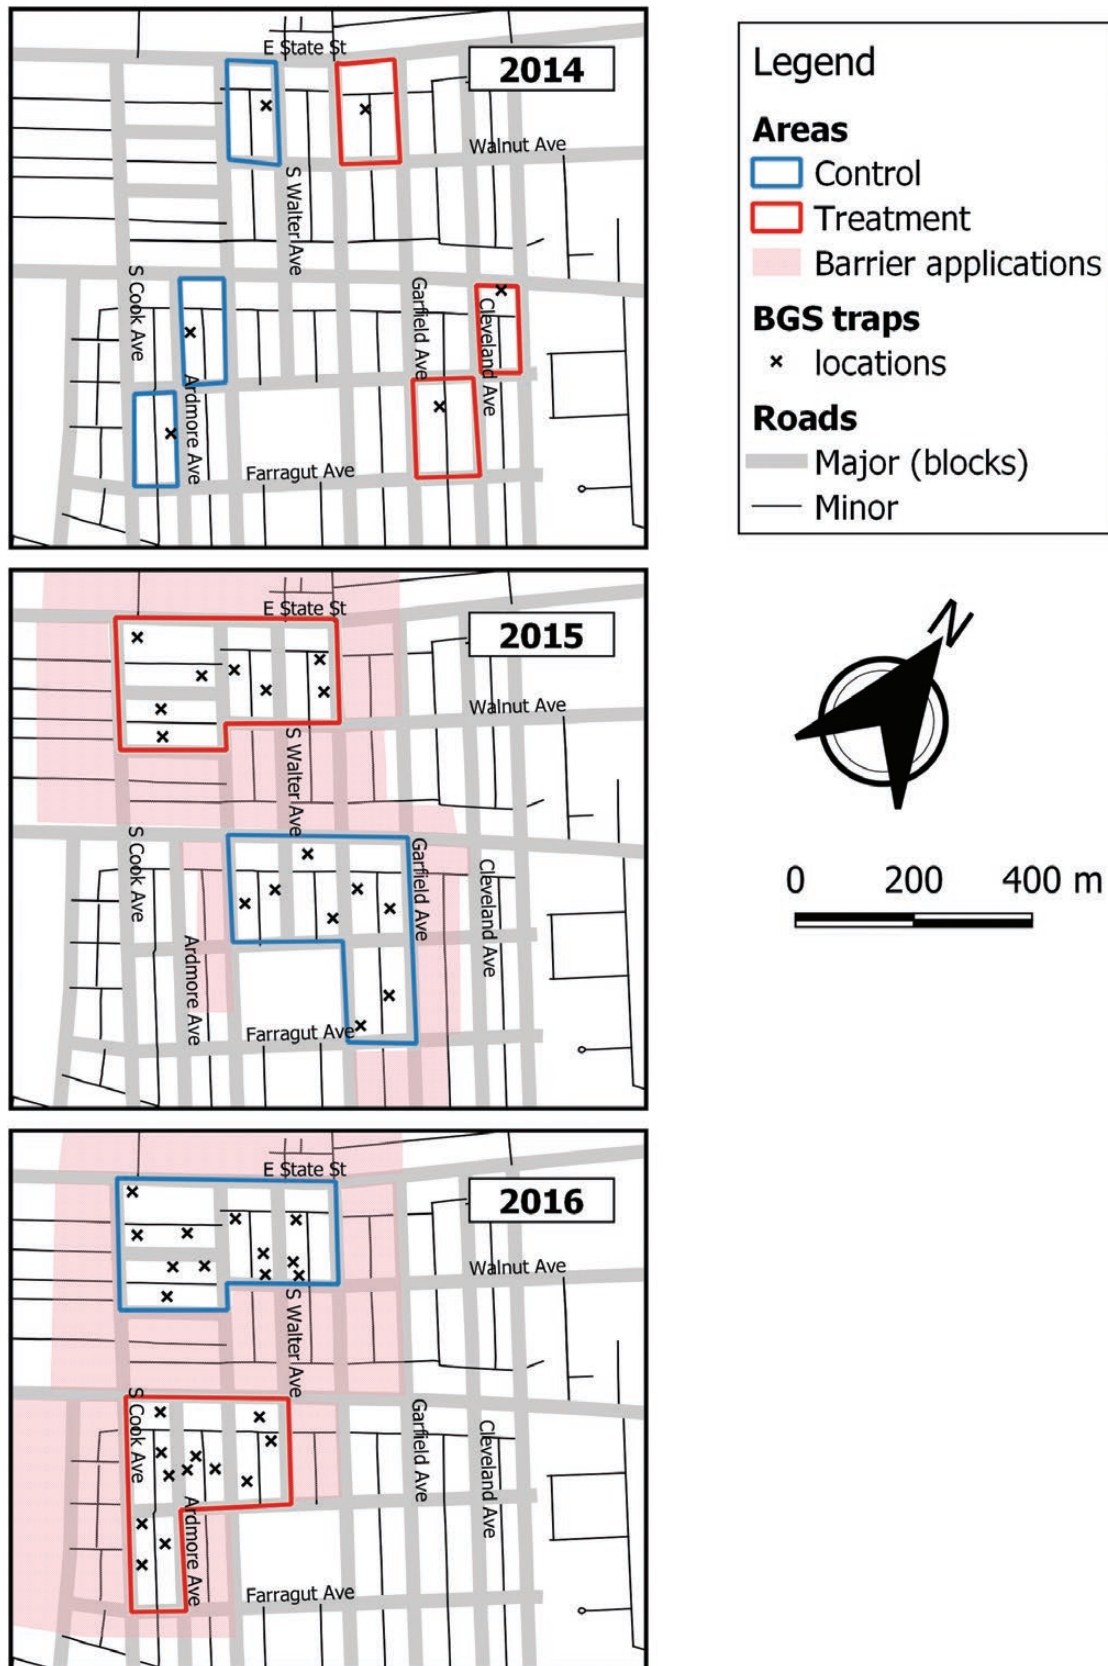 E State St
2014
Walnut Ave
S Walter Ave
S Cook Ave
Garfield Ave
Cleveland Ave
Ardmore Ave
Farragut Ave
E State St
2015
Walnut Ave
S Walter Ave
S Cook Ave
Garfield Ave
Cleveland Ave
Ardmore Ave
Farragut Ave
E State St
2016
Walnut Ave
S Walter Ave
S Cook Ave
Garfield Ave
Cleveland Ave
Ardmore Ave
Farragut Ave
Legend
Areas
Control
Treatment
Barrier applications
BGS traps
locations
Roads
Major (blocks)
Minor
N
0 200 400 m